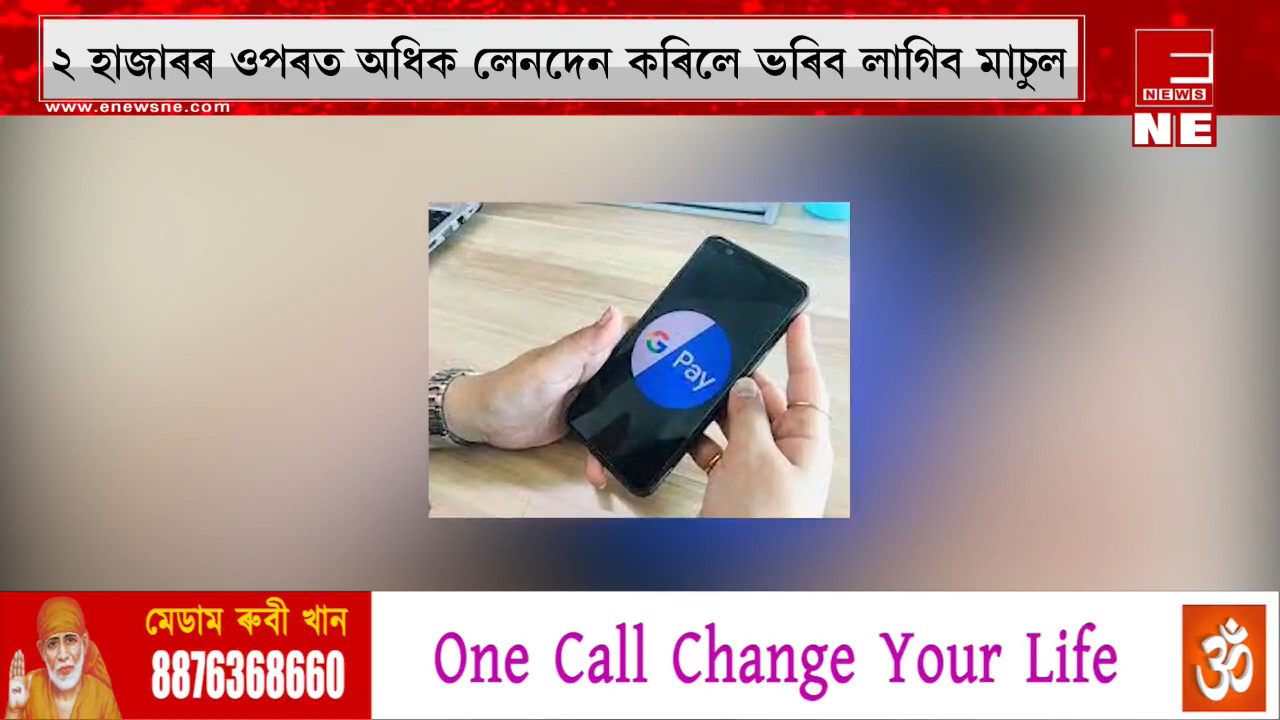 ২ হাজাৰৰ ওপৰত অধিক লেনদেন কৰিলে ভৰিব লাগিব মাচুল
www.enewsne.com
NEWS
NE
G Pay
মেডাম ৰুবী খান
8876368660
One Call Change Your Life
ॐ